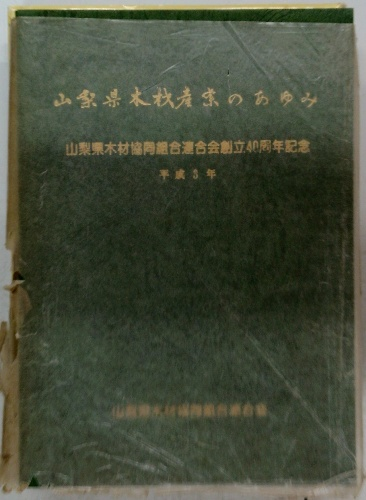 山梨県木材産業のあゆみ
山梨県木材協同組合連合会創立40周年記念
平成3年
山梨県木材協同組合連合会